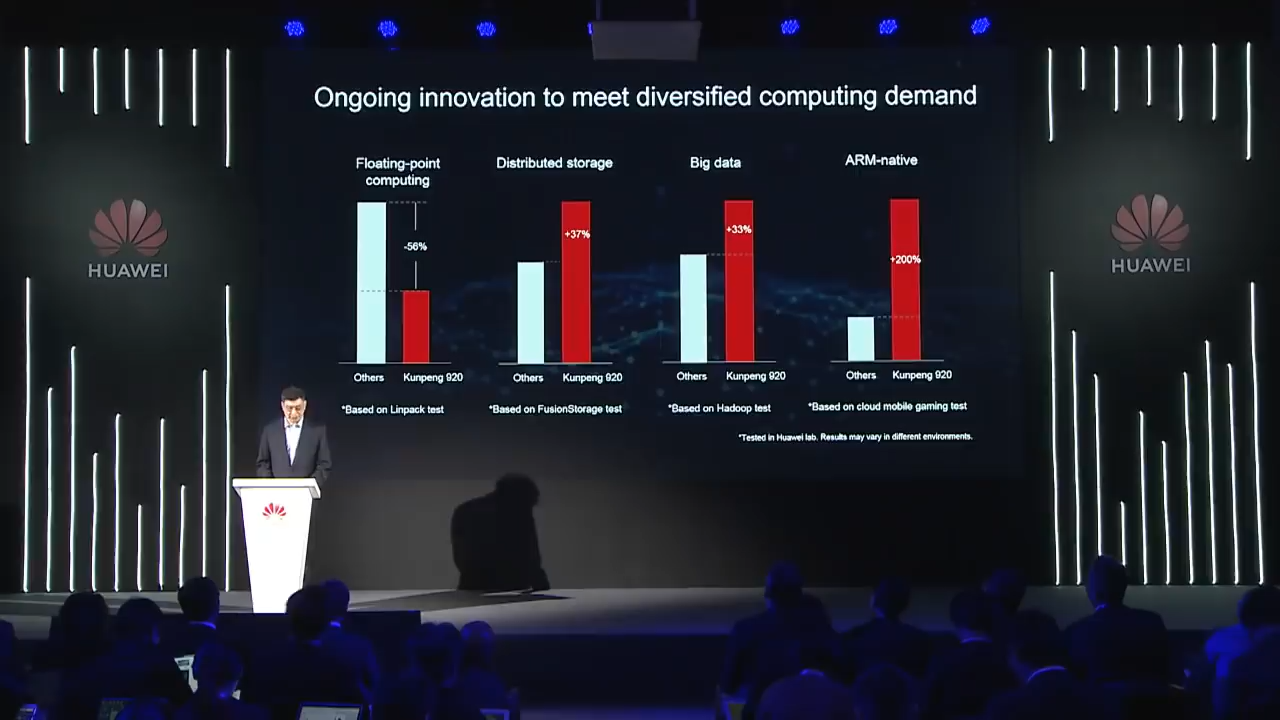 Ongoing innovation to meet diversified computing demand
Floating-point
computing
-56%
Others
Kunpeng 920
*Based on Linpack test
Distributed storage
+37%
Others
Kunpeng 920
*Based on FusionStorage test
Big data
+33%
Others
Kunpeng 920
*Based on Hadoop test
ARM-native
+200%
Others
Kunpeng 920
*Based on cloud mobile gaming test
*Tested in Huawei lab. Results may vary in different environments.
HUAWEI
HUAWEI